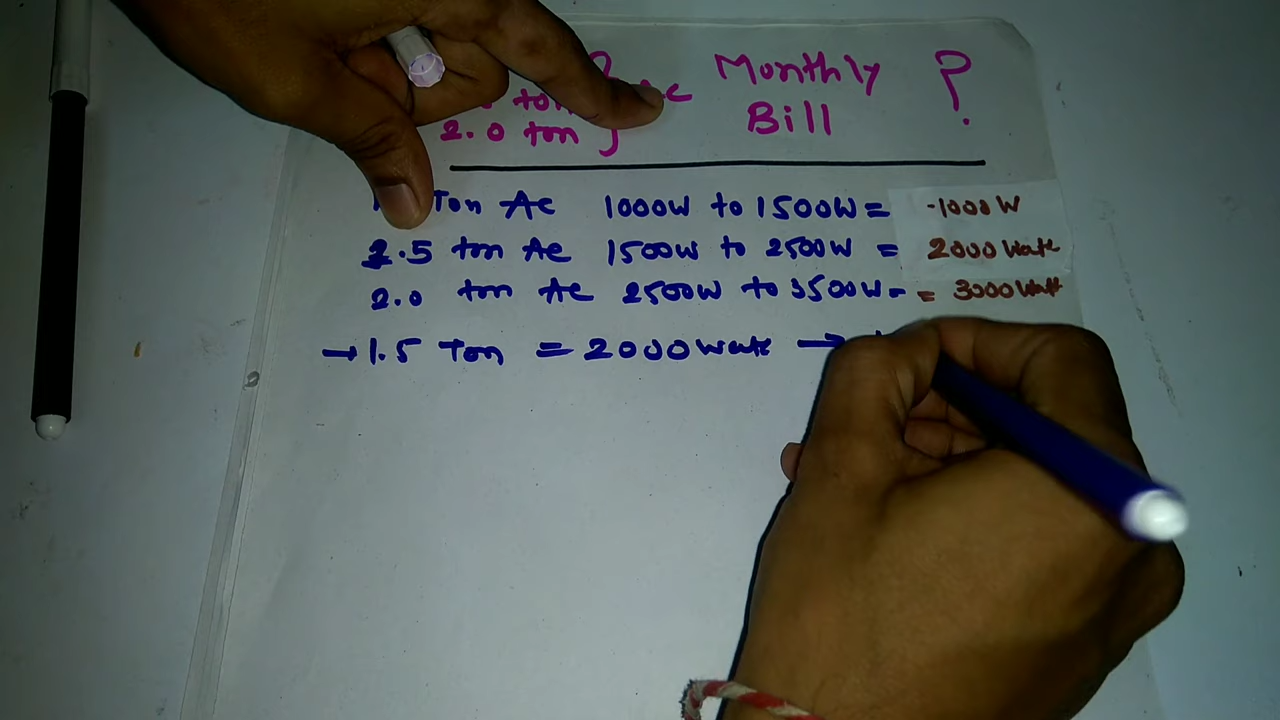 Monthly
Bill ?
2.0 ton }
Ton Ac 1000W to 1500W = -1000 W
2.5 ton Ac 1500W to 2500W = 2000 Watt
2.0 ton Ac 2500W to 3500W = = 3000 Watt
→ 1.5 Ton = 2000 watt →